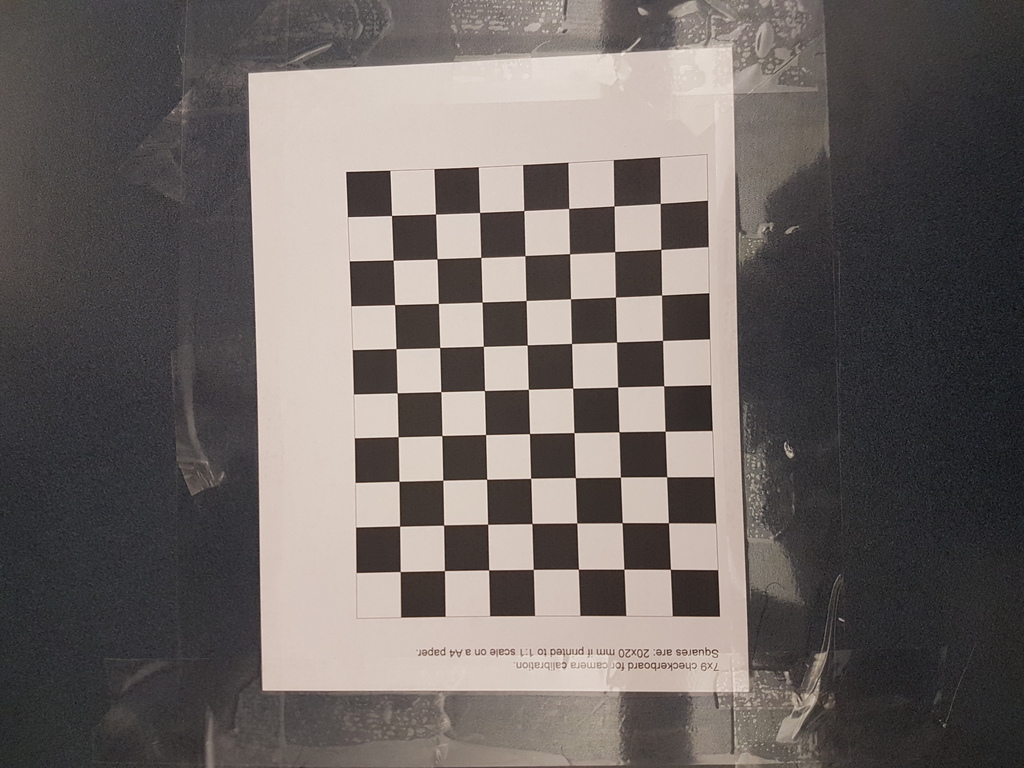 7x9 checkerboard for camera calibration.
Squares are: 20x20 mm if printed to 1:1 scale on a A4 paper.